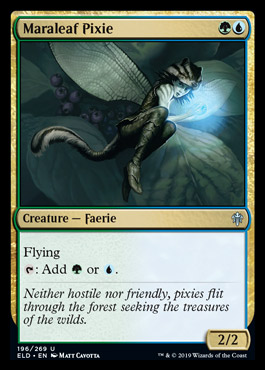 Maraleaf Pixie
Creature — Faerie
Flying
: Add or .
Neither hostile nor friendly, pixies flit
through the forest seeking the treasures
of the wilds.
2/2
196/269 U
ELD • EN Matt Cavotta
™ & © 2019 Wizards of the Coast